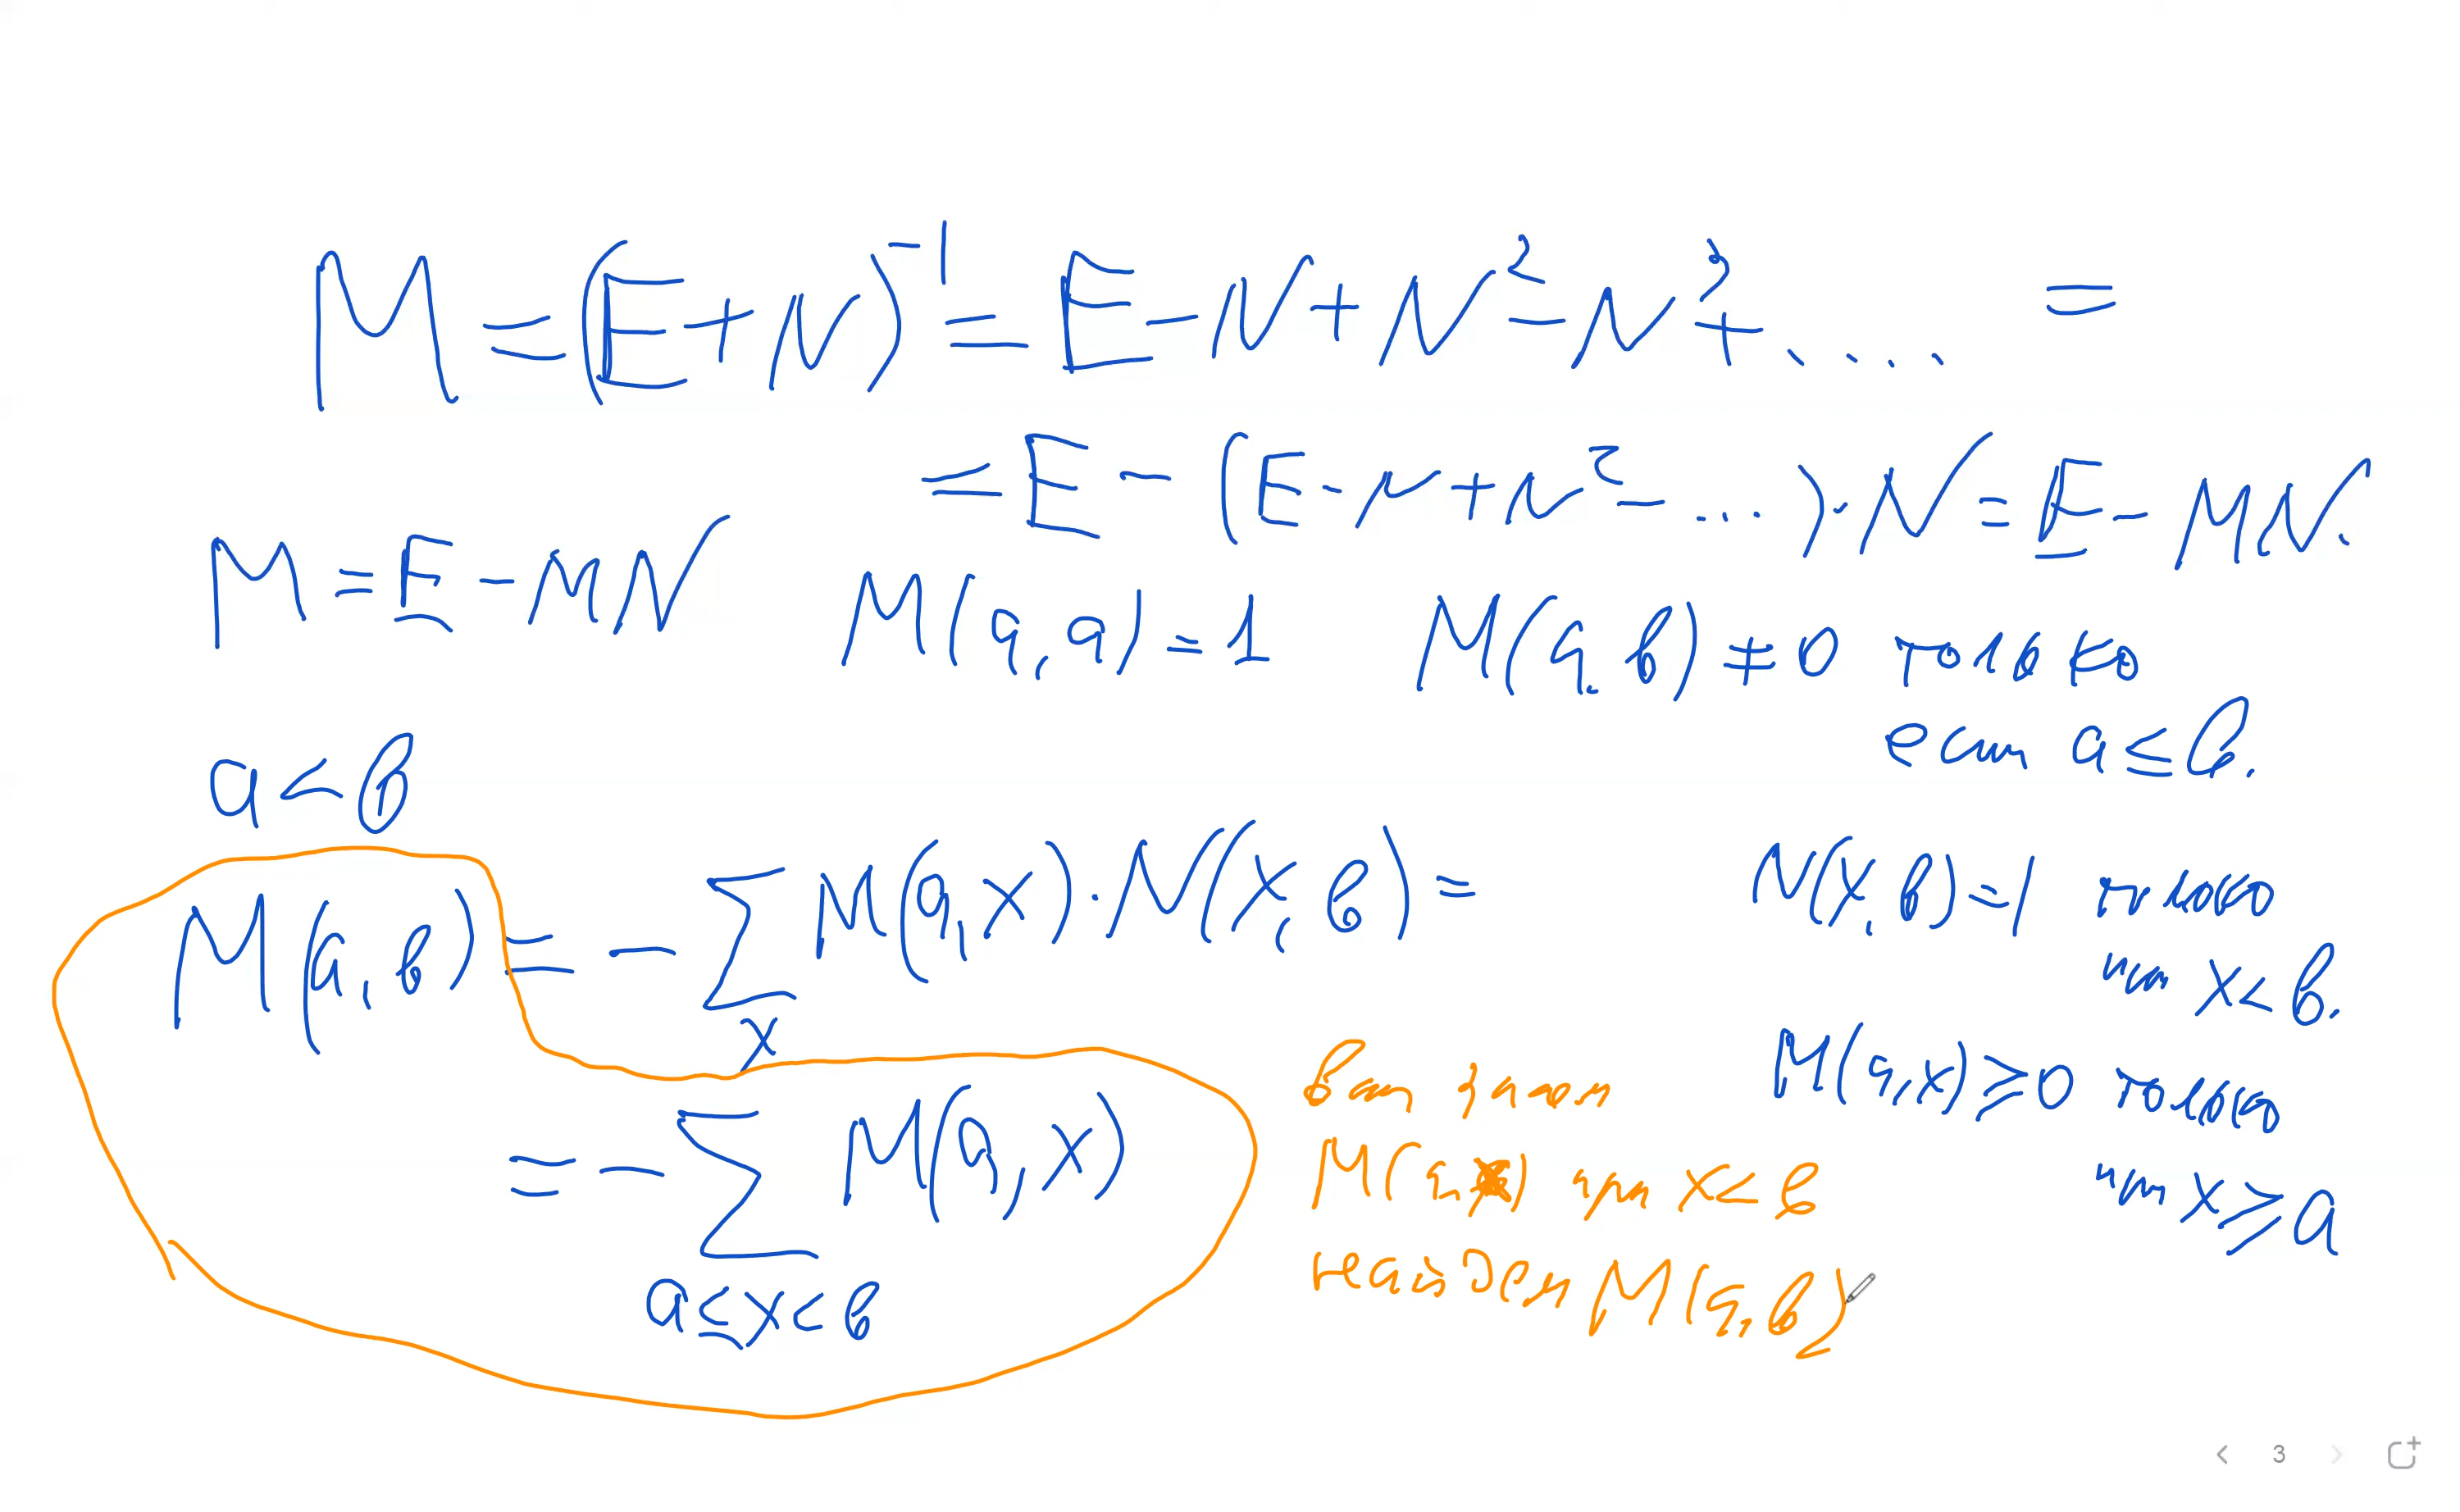 M = (E + N)⁻¹ = E - N + N² - N³ + .... =
= E - (E - N + N² - ... ) · N = E - MN.
M = E - MN M(a,a) = 1 M(a,b) ≠ 0 только
если a ≤ b.
a < b
M(a,b) = - ∑ M(a,x) · N(x,b) =
x
N(x,b) = 1 только
при x < b.
M(a,x) ≥ 0 только
при x ≥ a
= - ∑ M(a,x)
a ≤ x < b
Если знаем
M(a,x) при x < b
найдем M(a,b)
3